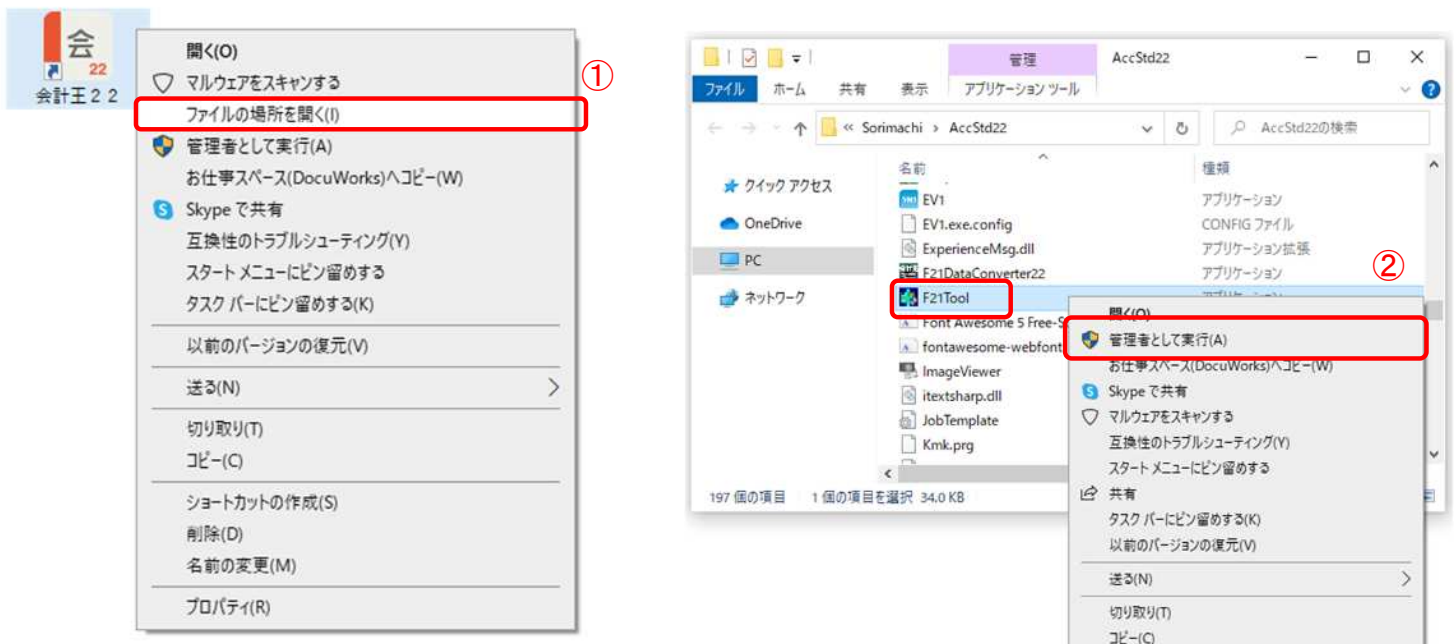 会
22
会計王22
開く(O)
マルウェアをスキャンする
①
ファイルの場所を開く(I)
管理者として実行(A)
お仕事スペース(DocuWorks)へコピー(W)
Skype で共有
互換性のトラブルシューティング(Y)
スタート メニューにピン留めする
タスク バーにピン留めする(K)
以前のバージョンの復元(V)
送る(N)
切り取り(T)
コピー(C)
ショートカットの作成(S)
削除(D)
名前の変更(M)
プロパティ(R)
管理 AccStd22
ファイル ホーム 共有 表示 アプリケーション ツール
« Sorimachi › AccStd22 AccStd22の検索
クイック アクセス
OneDrive
PC
ネットワーク
名前 種類
EV1 アプリケーション
EV1.exe.config CONFIG ファイル
ExperienceMsg.dll アプリケーション拡張
F21DataConverter22 アプリケーション
②
F21Tool
Font Awesome 5 Free-S
fontawesome-webfont
ImageViewer
itextsharp.dll
JobTemplate
Kmk.prg
197 個の項目 1 個の項目を選択 34.0 KB
開く(O)
管理者として実行(A)
お仕事スペース(DocuWorks)へコピー(W)
Skype で共有
マルウェアをスキャンする
互換性のトラブルシューティング(Y)
スタート メニューにピン留めする
共有
タスク バーにピン留めする(K)
以前のバージョンの復元(V)
送る(N)
切り取り(T)
コピー(C)